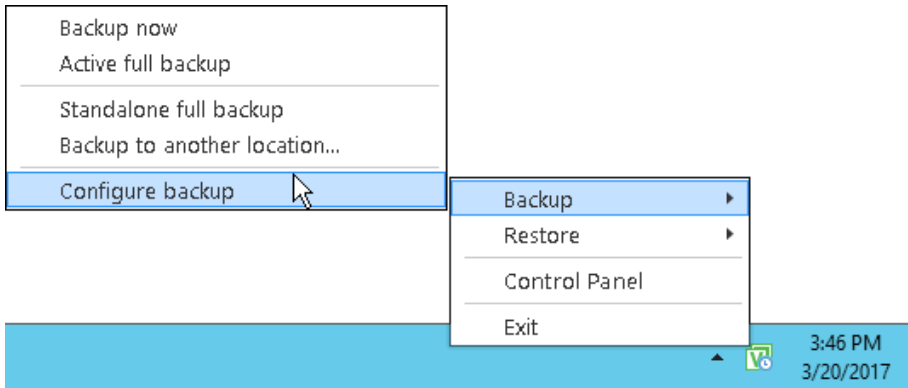 Backup now
Active full backup
Standalone full backup
Backup to another location...
Configure backup
Backup
Restore
Control Panel
Exit
V
3:46 PM
3/20/2017